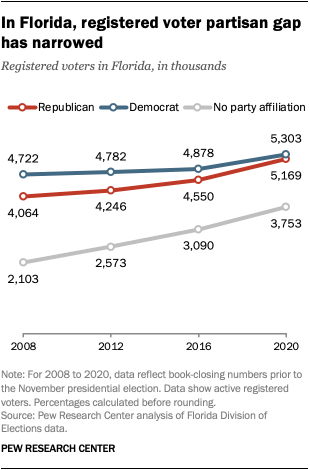 In Florida, registered voter partisan gap
has narrowed
Registered voters in Florida, in thousands
Republican Democrat No party affiliation
5,303
4,722 4,782 4,878
5,169
4,064 4,246 4,550
3,753
3,090
2,573
2,103
2008 2012 2016 2020
Note: For 2008 to 2020, data reflect book-closing numbers prior to
the November presidential election. Data show active registered
voters. Percentages calculated before rounding.
Source: Pew Research Center analysis of Florida Division of
Elections data.
PEW RESEARCH CENTER